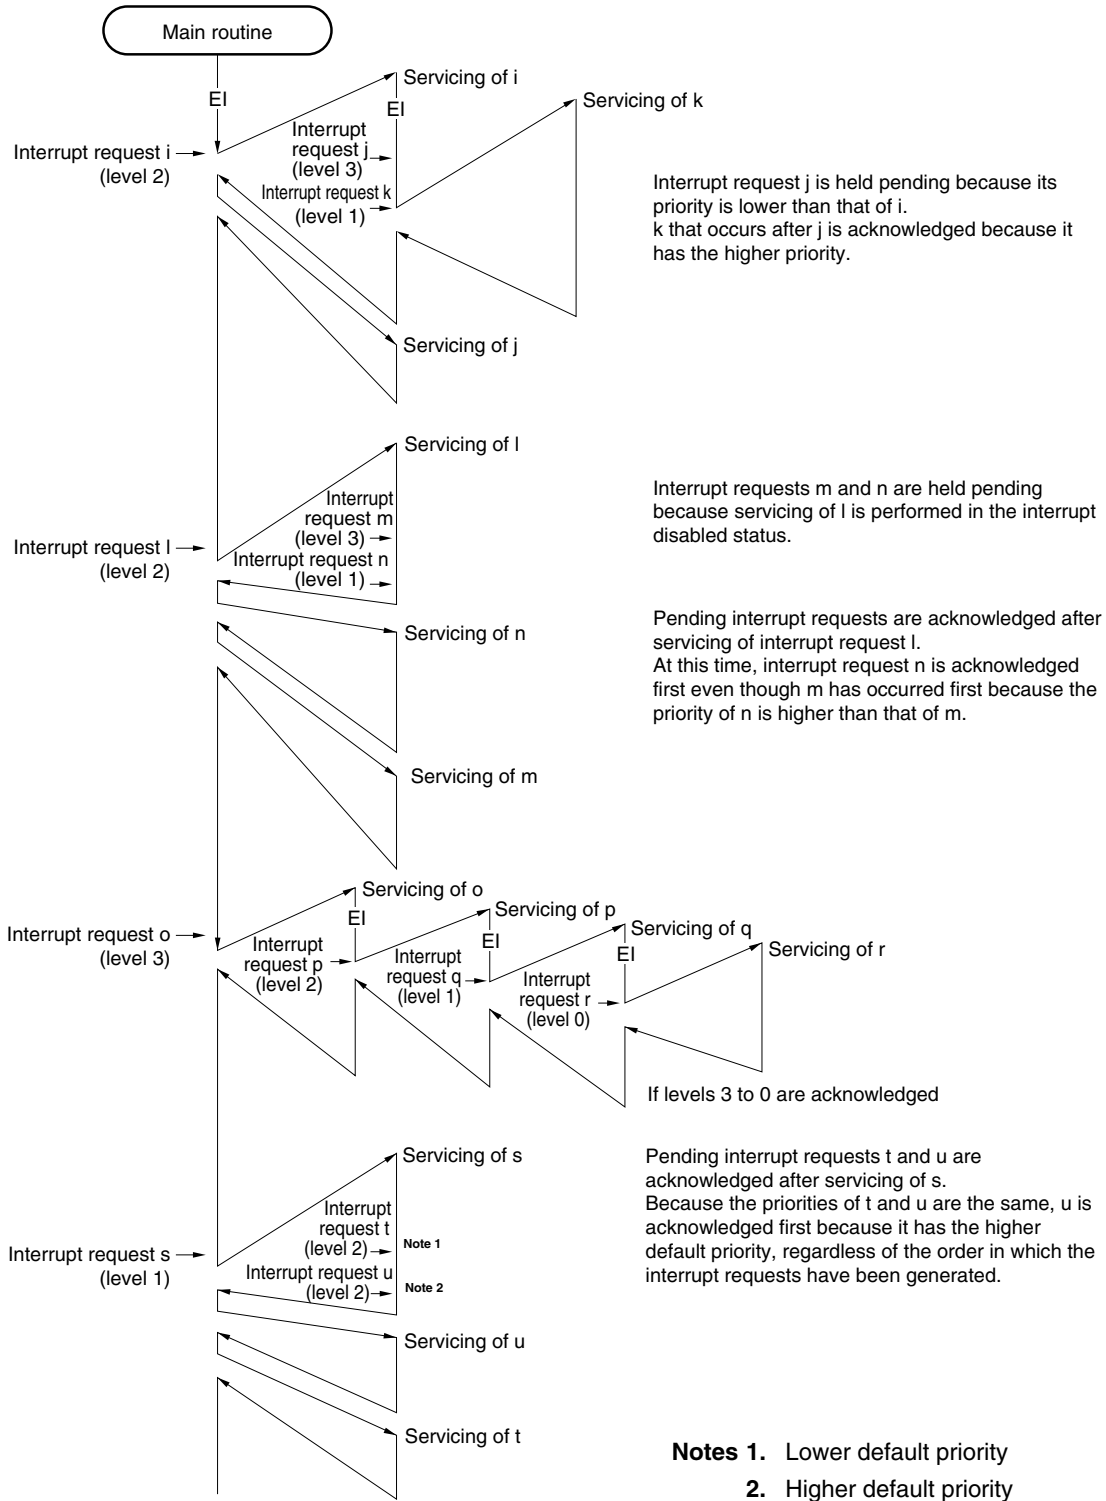 Main routine
EI
Servicing of i
EI
Servicing of k
Interrupt request i
(level 2)
Interrupt
request j
(level 3)
Interrupt request k
(level 1)
Interrupt request j is held pending because its
priority is lower than that of i.
k that occurs after j is acknowledged because it
has the higher priority.
Servicing of j
Servicing of l
Interrupt request l
(level 2)
Interrupt
request m
(level 3)
Interrupt request n
(level 1)
Interrupt requests m and n are held pending
because servicing of l is performed in the interrupt
disabled status.
Servicing of n
Pending interrupt requests are acknowledged after
servicing of interrupt request l.
At this time, interrupt request n is acknowledged
first even though m has occurred first because the
priority of n is higher than that of m.
Servicing of m
Interrupt request o
(level 3)
Servicing of o
EI
Interrupt
request p
(level 2)
Servicing of p
EI
Interrupt
request q
(level 1)
Servicing of q
EI
Interrupt
request r
(level 0)
Servicing of r
If levels 3 to 0 are acknowledged
Servicing of s
Interrupt request s
(level 1)
Interrupt
request t
(level 2)
Note 1
Interrupt request u
(level 2)
Note 2
Pending interrupt requests t and u are
acknowledged after servicing of s.
Because the priorities of t and u are the same, u is
acknowledged first because it has the higher
default priority, regardless of the order in which the
interrupt requests have been generated.
Servicing of u
Servicing of t
Notes 1. Lower default priority
2. Higher default priority